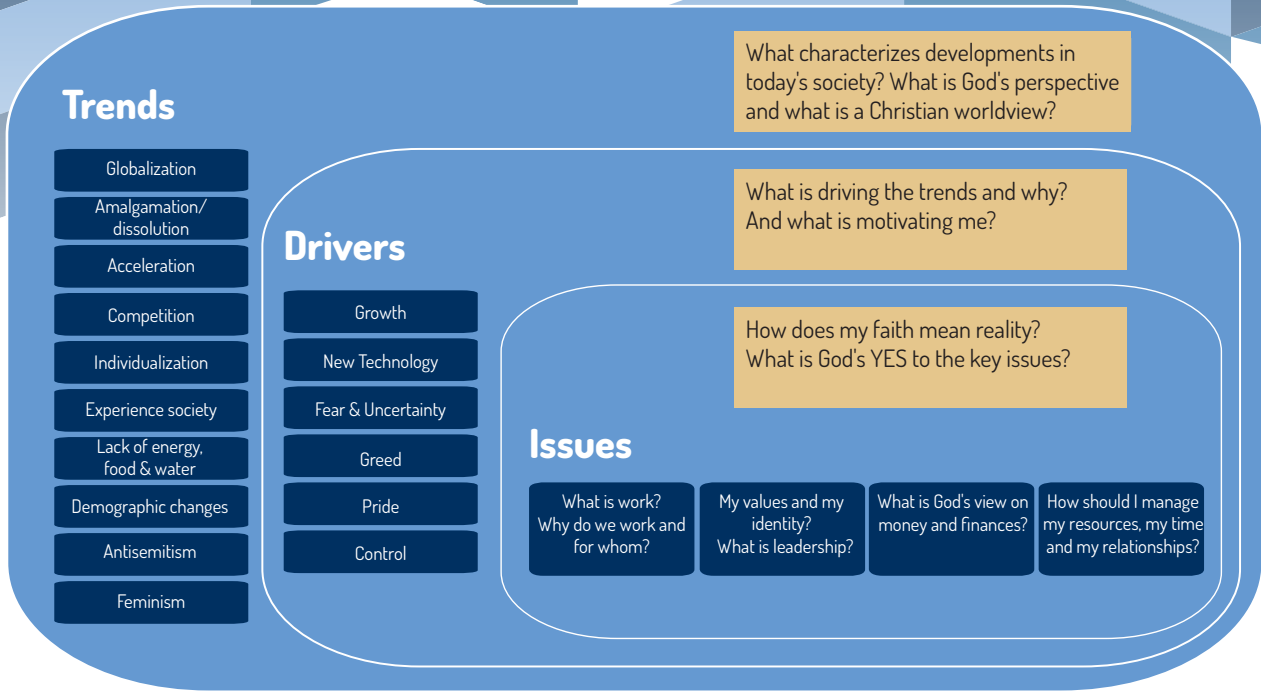 Trends
Globalization
Amalgamation/
dissolution
Acceleration
Competition
Individualization
Experience society
Lack of energy,
food & water
Demographic changes
Antisemitism
Feminism
What characterizes developments in
today's society? What is God's perspective
and what is a Christian worldview?
Drivers
Growth
New Technology
Fear & Uncertainty
Greed
Pride
Control
What is driving the trends and why?
And what is motivating me?
How does my faith mean reality?
What is God's YES to the key issues?
Issues
What is work?
Why do we work and
for whom?
My values and my
identity?
What is leadership?
What is God's view on
money and finances?
How should I manage
my resources, my time
and my relationships?